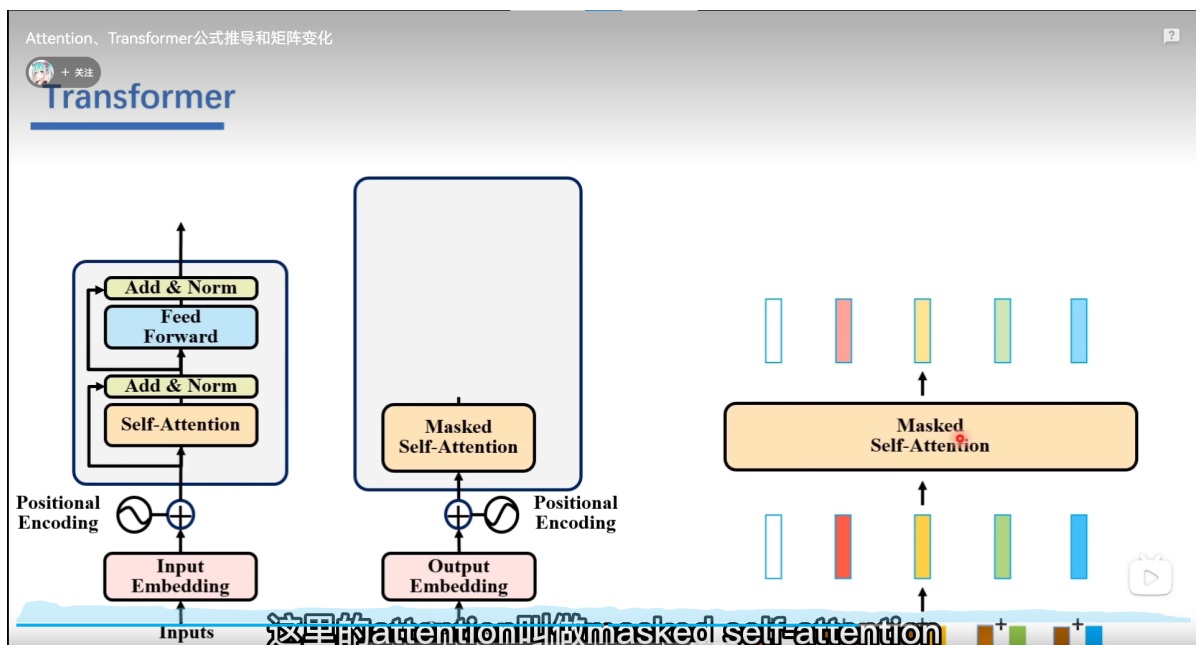 Attention、Transformer公式推导和矩阵变化
+ 关注
Transformer
Add & Norm
Feed
Forward
Add & Norm
Self-Attention
Positional
Encoding
Input
Embedding
Inputs
Masked
Self-Attention
Positional
Encoding
Output
Embedding
Masked
Self-Attention
这里的attention叫做masked self-attention